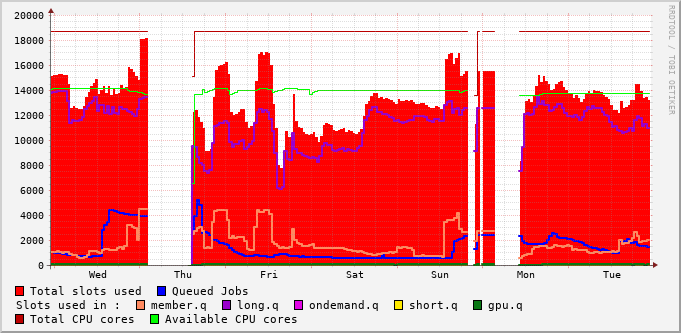 20000
18000
16000
14000
12000
10000
8000
6000
4000
2000
0
Wed Thu Fri Sat Sun Mon Tue
RRDTOOL / TOBI OETIKER
Total slots used Queued Jobs
Slots used in : member.q long.q ondemand.q short.q gpu.q
Total CPU cores Available CPU cores